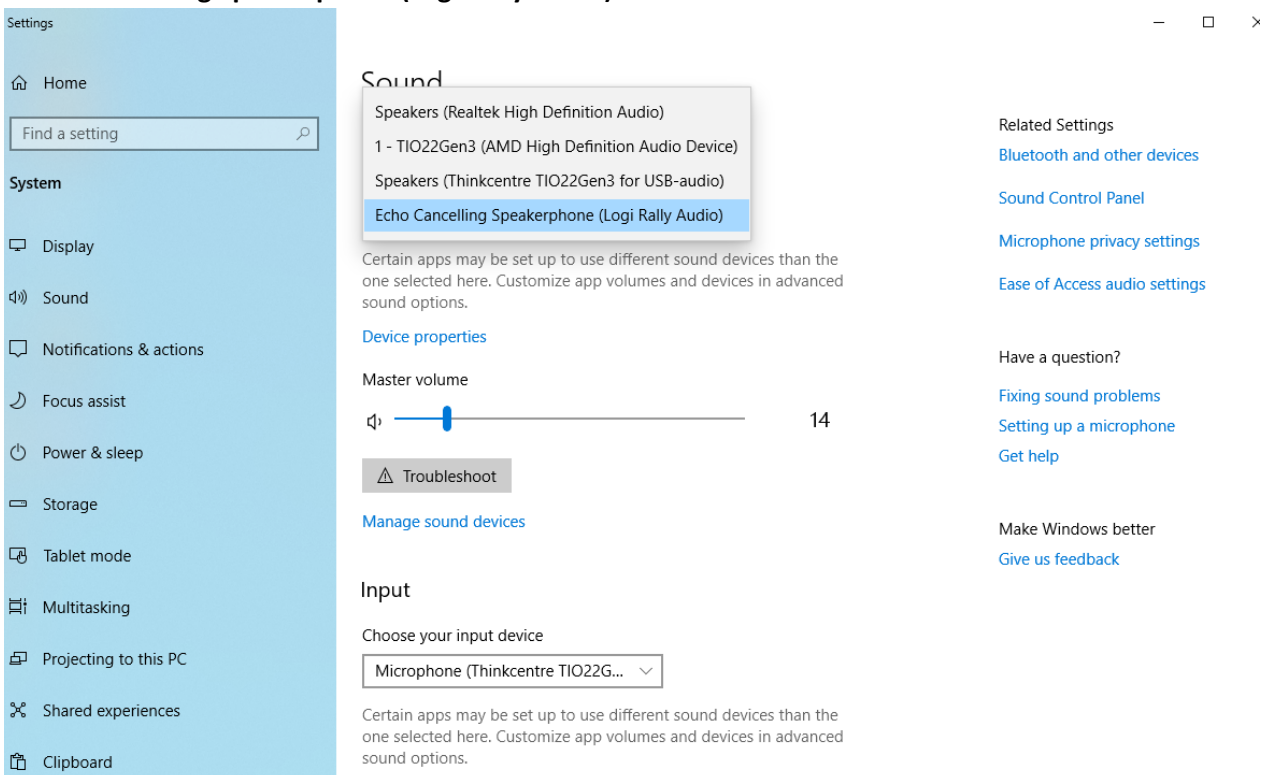 Settings
Home
Find a setting
System
Display
Sound
Notifications & actions
Focus assist
Power & sleep
Storage
Tablet mode
Multitasking
Projecting to this PC
Shared experiences
Clipboard
Sound
Speakers (Realtek High Definition Audio)
1 - TIO22Gen3 (AMD High Definition Audio Device)
Speakers (Thinkcentre TIO22Gen3 for USB-audio)
Echo Cancelling Speakerphone (Logi Rally Audio)
Certain apps may be set up to use different sound devices than the
one selected here. Customize app volumes and devices in advanced
sound options.
Device properties
Master volume
14
Troubleshoot
Manage sound devices
Input
Choose your input device
Microphone (Thinkcentre TIO22G...
Certain apps may be set up to use different sound devices than the
one selected here. Customize app volumes and devices in advanced
sound options.
Related Settings
Bluetooth and other devices
Sound Control Panel
Microphone privacy settings
Ease of Access audio settings
Have a question?
Fixing sound problems
Setting up a microphone
Get help
Make Windows better
Give us feedback